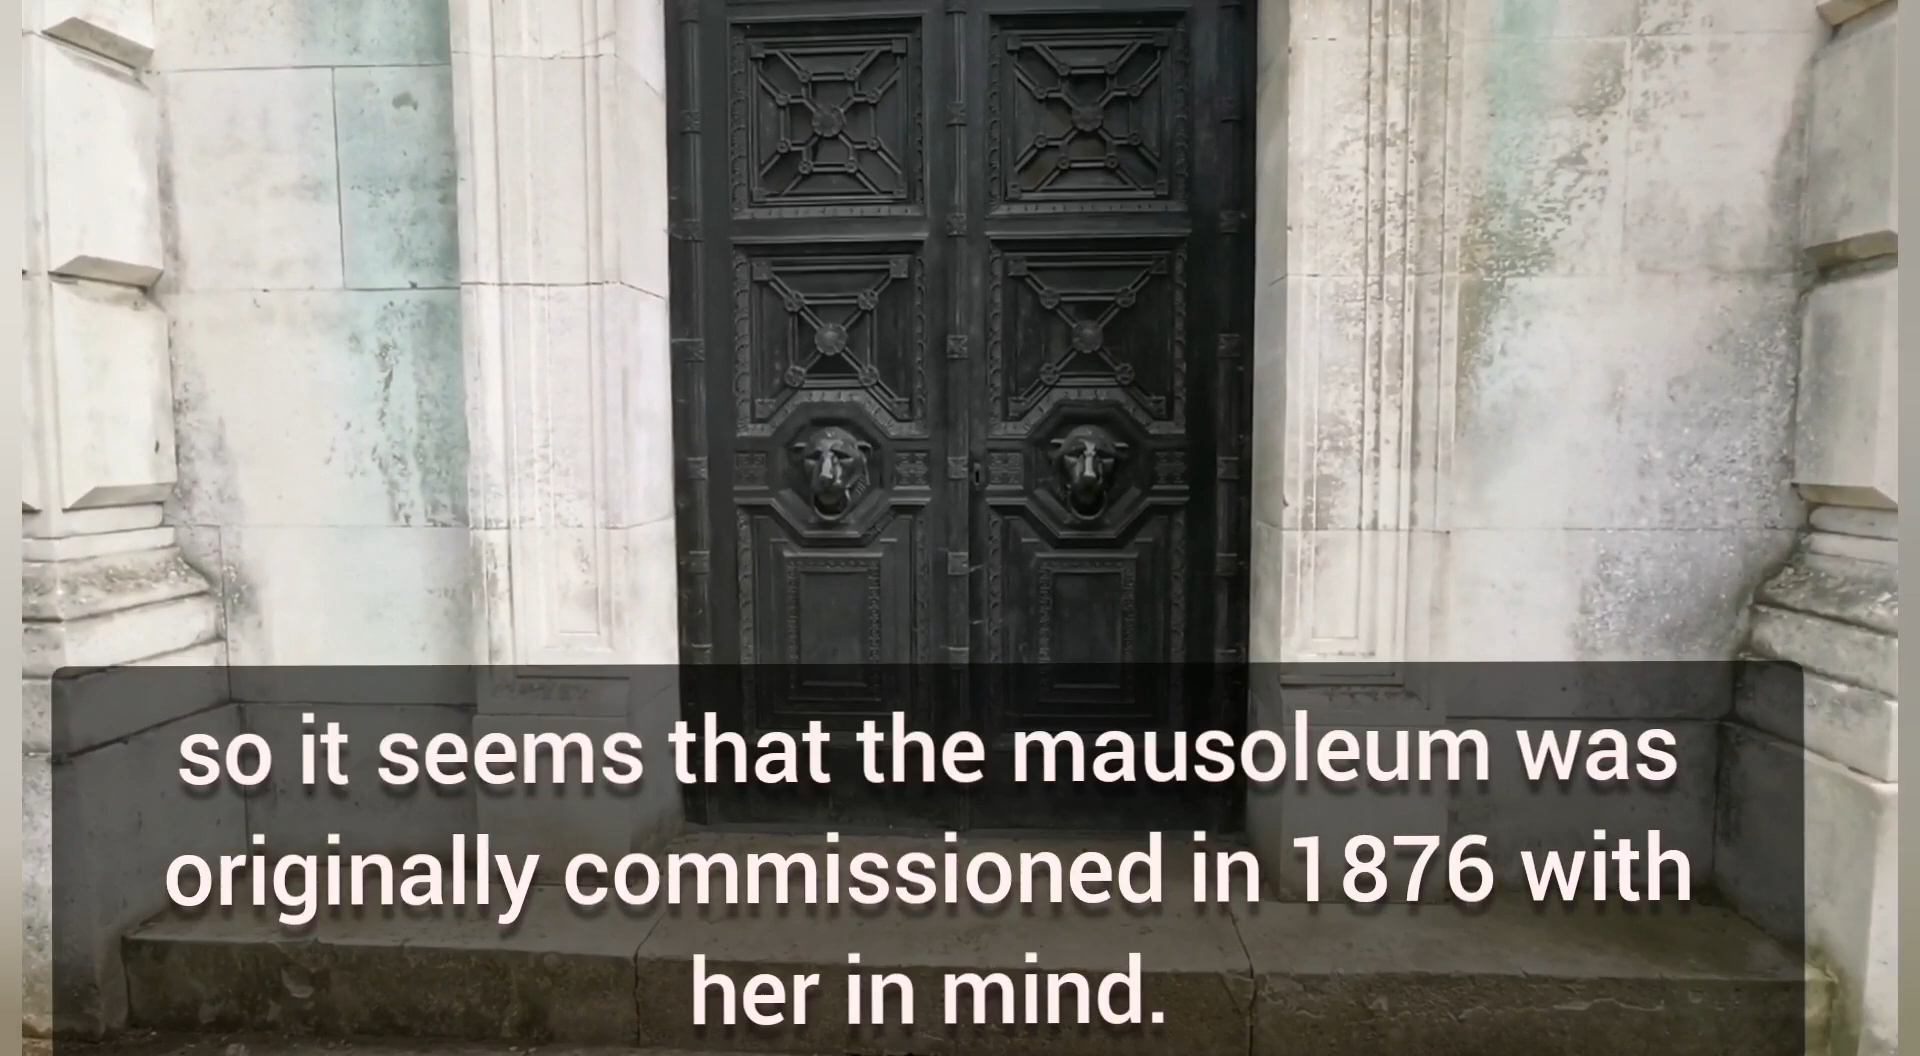 so it seems that the mausoleum was
originally commissioned in 1876 with
her in mind.